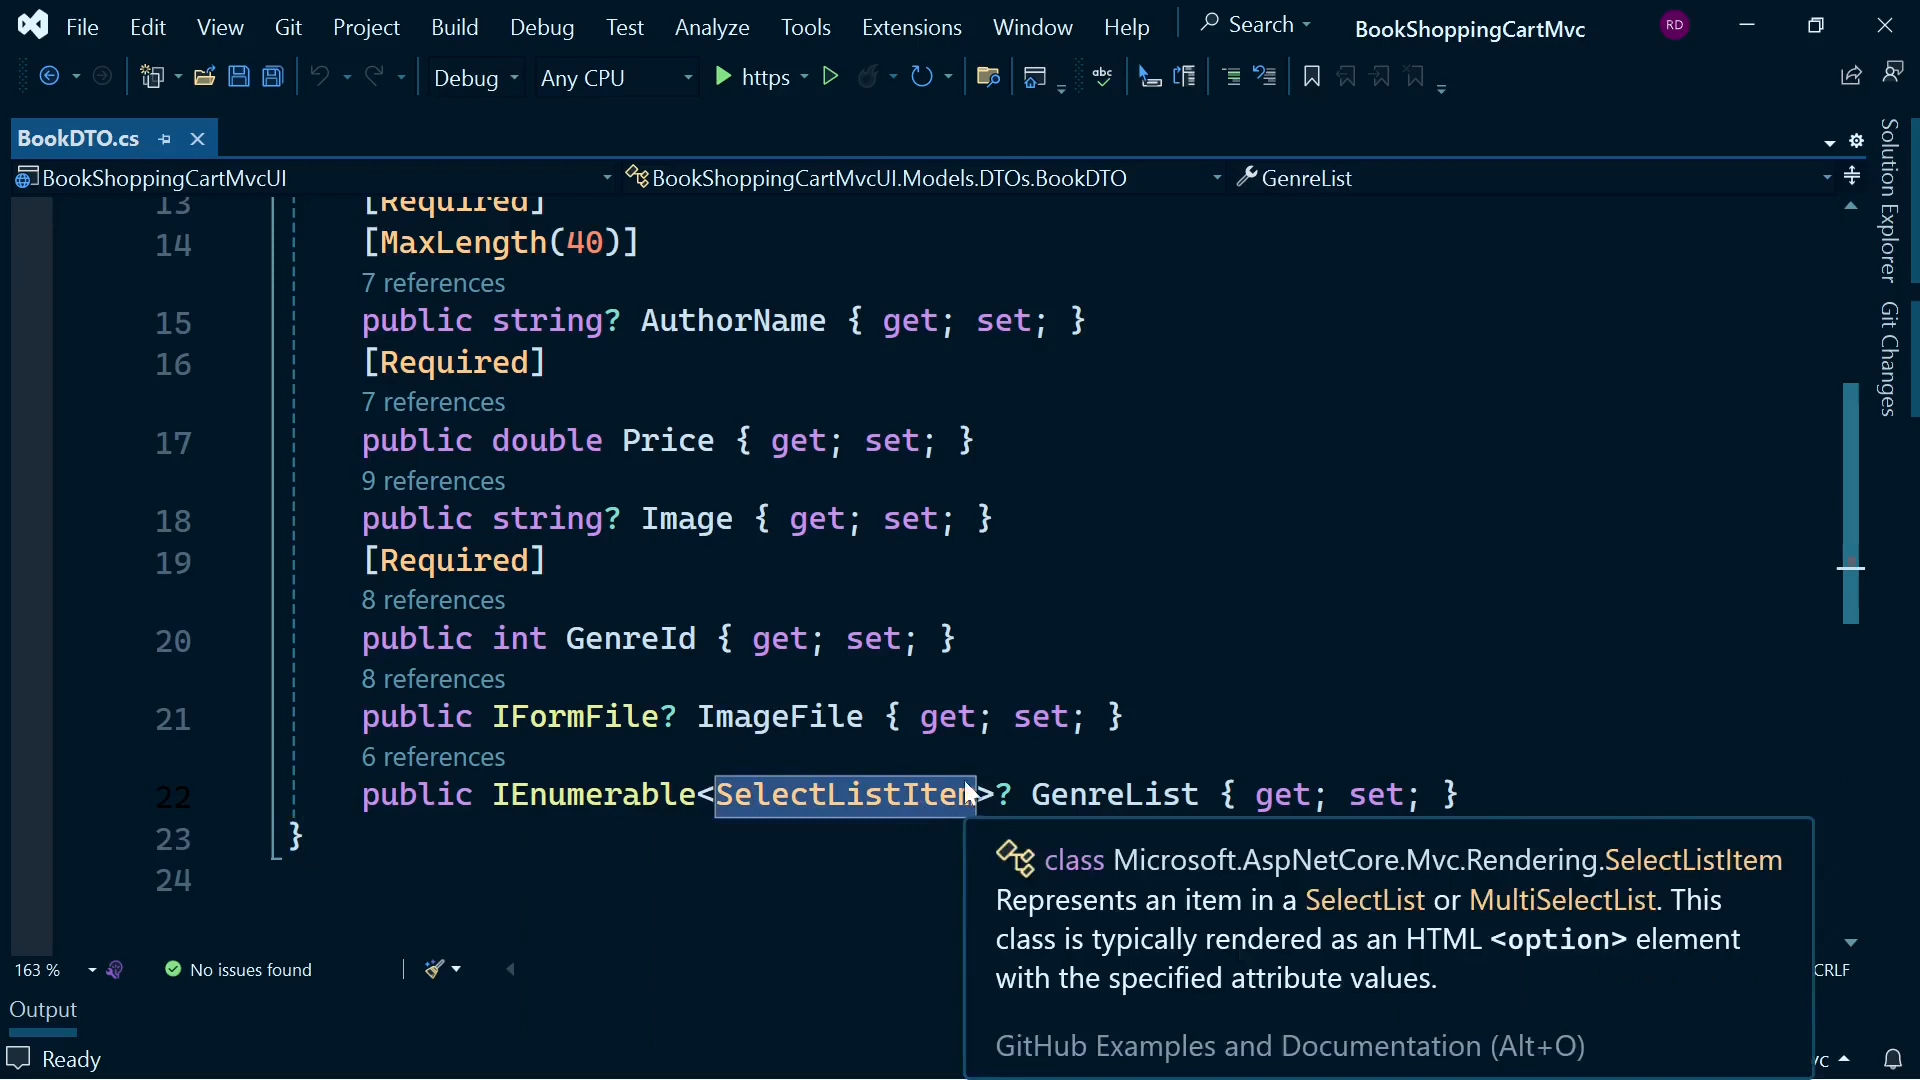 File Edit View Git Project Build Debug Test Analyze Tools Extensions Window Help Search BookShoppingCartMvc RD
Debug Any CPU https abc
BookDTO.cs
BookShoppingCartMvcUI BookShoppingCartMvcUI.Models.DTOs.BookDTO GenreList
13 [Required]
14 [MaxLength(40)]
7 references
15 public string? AuthorName { get; set; }
16 [Required]
7 references
17 public double Price { get; set; }
9 references
18 public string? Image { get; set; }
19 [Required]
8 references
20 public int GenreId { get; set; }
8 references
21 public IFormFile? ImageFile { get; set; }
6 references
22 public IEnumerable<SelectListItem>? GenreList { get; set; }
23 }
24
class Microsoft.AspNetCore.Mvc.Rendering.SelectListItem
Represents an item in a SelectList or MultiSelectList. This
class is typically rendered as an HTML <option> element
with the specified attribute values.
GitHub Examples and Documentation (Alt+O)
163 % No issues found CRLF
Output
Ready vc
Solution Explorer
Git Changes